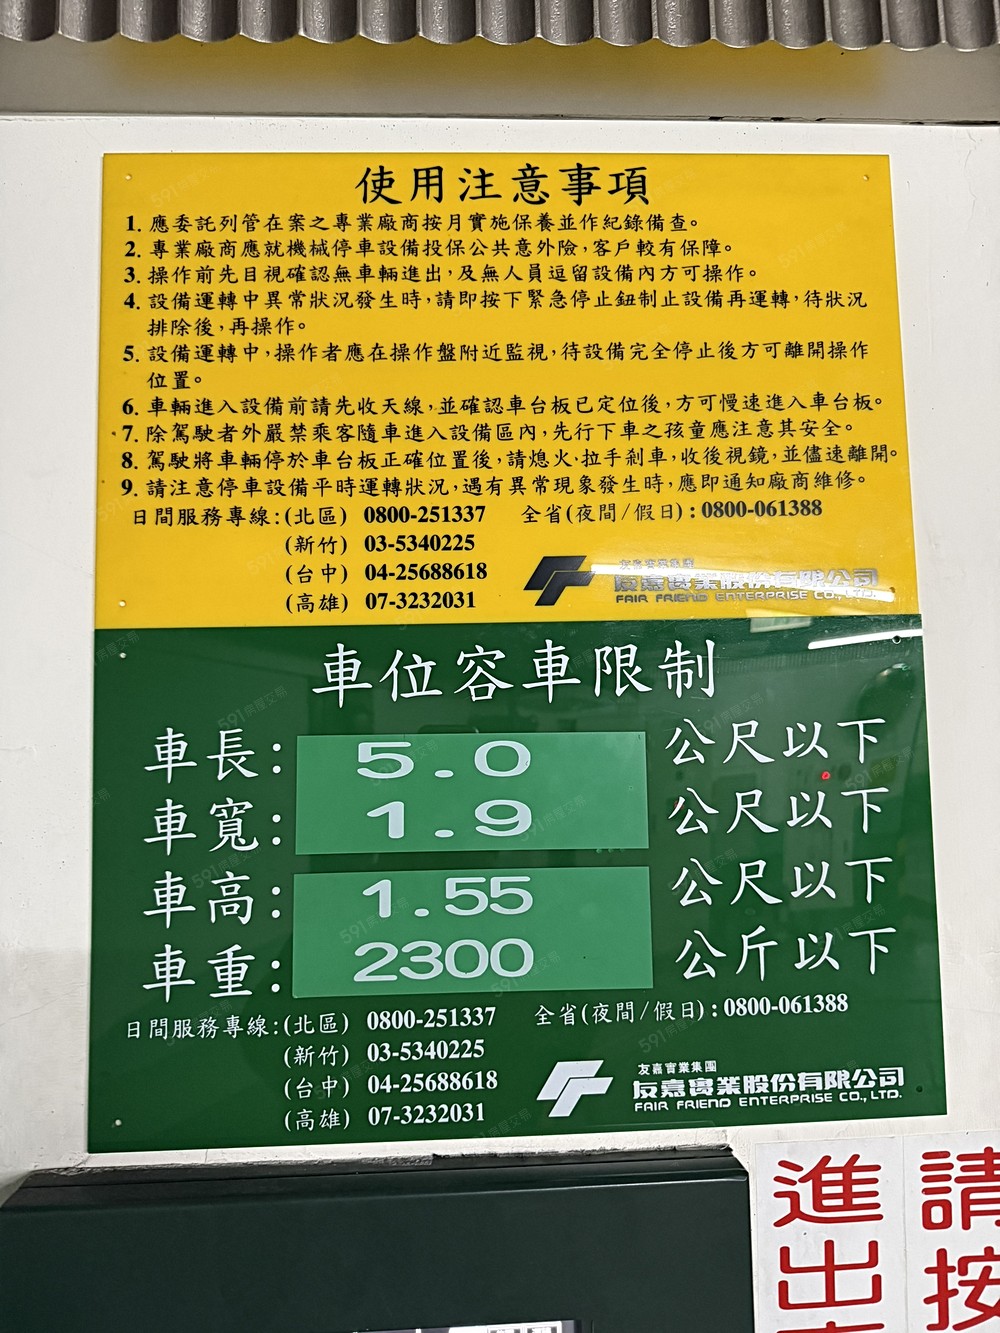 使用注意事項
1. 應委託列管在案之專業廠商按月實施保養並作紀錄備查。
2. 專業廠商應就機械停車設備投保公共意外險，客戶較有保障。
3. 操作前先目視確認無車輛進出，及無人員逗留設備內方可操作。
4. 設備運轉中異常狀況發生時，請即按下緊急停止鈕制止設備再運轉，待狀況
排除後，再操作。
5. 設備運轉中，操作者應在操作盤附近監視，待設備完全停止後方可離開操作
位置。
6. 車輛進入設備前請先收天線，並確認車台板已定位後，方可慢速進入車台板。
7. 除駕駛者外嚴禁乘客隨車進入設備區內，先行下車之孩童應注意其安全。
8. 駕駛將車輛停於車台板正確位置後，請熄火、拉手剎車，收後視鏡，並儘速離開。
9. 請注意停車設備平時運轉狀況，遇有異常現象發生時，應即通知廠商維修。
日間服務專線：(北區) 0800-251337 全省(夜間/假日)：0800-061388
(新竹) 03-5340225
(台中) 04-25688618
(高雄) 07-3232031
友嘉實業集團
友嘉實業股份有限公司
FAIR FRIEND ENTERPRISE CO., LTD.
車位容車限制
車長： 5.0 公尺以下
車寬： 1.9 公尺以下
車高： 1.55 公尺以下
車重： 2300 公斤以下
日間服務專線：(北區) 0800-251337 全省(夜間/假日)：0800-061388
(新竹) 03-5340225
(台中) 04-25688618
(高雄) 07-3232031
友嘉實業集團
友嘉實業股份有限公司
FAIR FRIEND ENTERPRISE CO., LTD.
請按
進出
591房屋交易